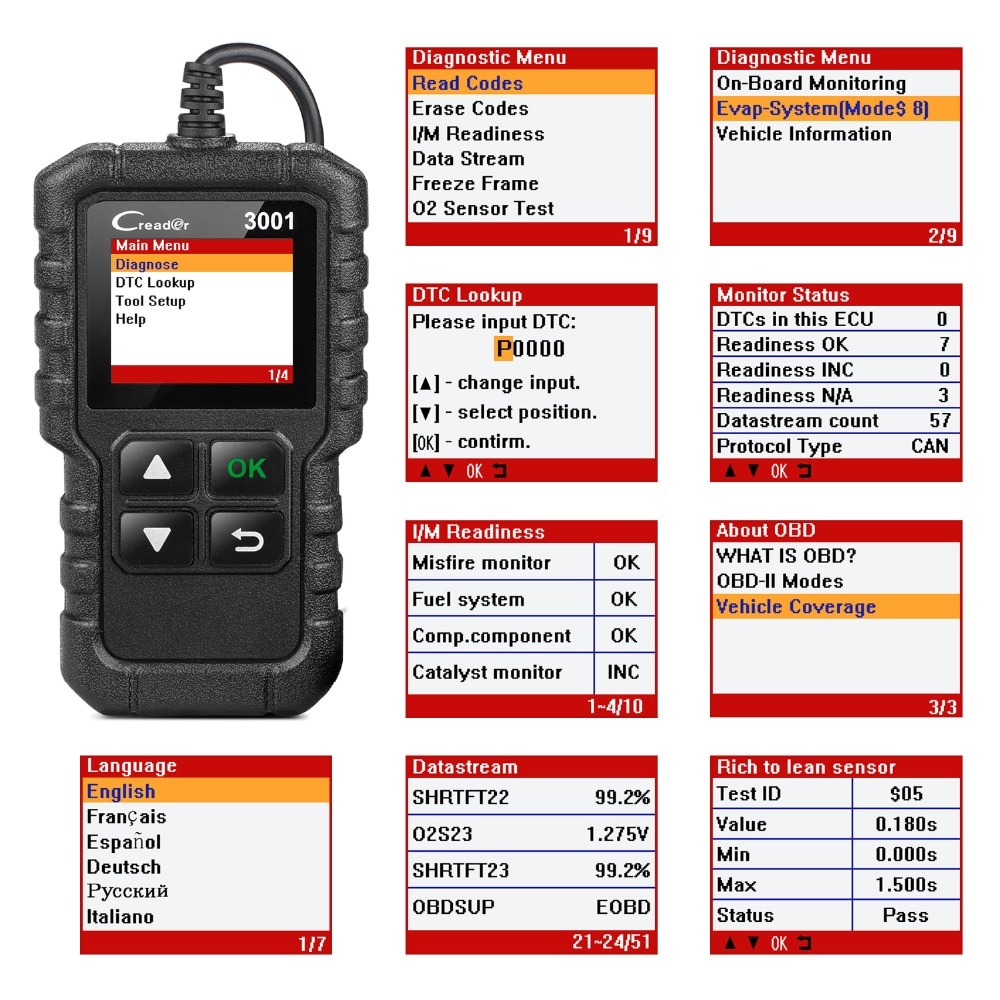 Creader 3001
Main Menu
Diagnose
DTC Lookup
Tool Setup
Help
1/4
OK
Diagnostic Menu
Read Codes
Erase Codes
I/M Readiness
Data Stream
Freeze Frame
O2 Sensor Test
1/9
Diagnostic Menu
On-Board Monitoring
Evap-System(Mode$ 8)
Vehicle Information
2/9
DTC Lookup
Please input DTC:
P0000
[▲] - change input.
[▼] - select position.
[OK] - confirm.
▲ ▼ OK ⮌
Monitor Status
DTCs in this ECU 0
Readiness OK 7
Readiness INC 0
Readiness N/A 3
Datastream count 57
Protocol Type CAN
▲ ▼ OK ⮌
I/M Readiness
Misfire monitor OK
Fuel system OK
Comp.component OK
Catalyst monitor INC
1~4/10
About OBD
WHAT IS OBD?
OBD-II Modes
Vehicle Coverage
3/3
Language
English
Français
Español
Deutsch
Русский
Italiano
1/7
Datastream
SHRTFT22 99.2%
O2S23 1.275V
SHRTFT23 99.2%
OBDSUP EOBD
21~24/51
Rich to lean sensor
Test ID $05
Value 0.180s
Min 0.000s
Max 1.500s
Status Pass
▲ ▼ OK ⮌